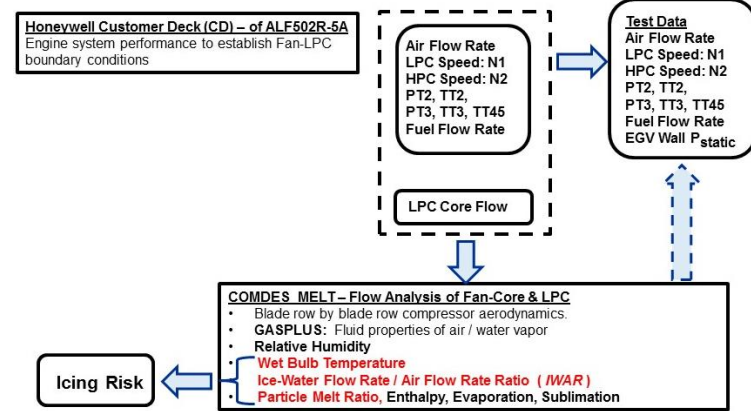 Honeywell Customer Deck (CD) – of ALF502R-5A
Engine system performance to establish Fan-LPC
boundary conditions
Air Flow Rate
LPC Speed: N1
HPC Speed: N2
PT2, TT2,
PT3, TT3, TT45
Fuel Flow Rate
LPC Core Flow
Test Data
Air Flow Rate
LPC Speed: N1
HPC Speed: N2
PT2, TT2,
PT3, TT3, TT45
Fuel Flow Rate
EGV Wall Pstatic
COMDES_MELT – Flow Analysis of Fan-Core & LPC
• Blade row by blade row compressor aerodynamics.
• GASPLUS: Fluid properties of air / water vapor
• Relative Humidity
• Wet Bulb Temperature
Ice-Water Flow Rate / Air Flow Rate Ratio ( IWAR )
• Particle Melt Ratio, Enthalpy, Evaporation, Sublimation
Icing Risk